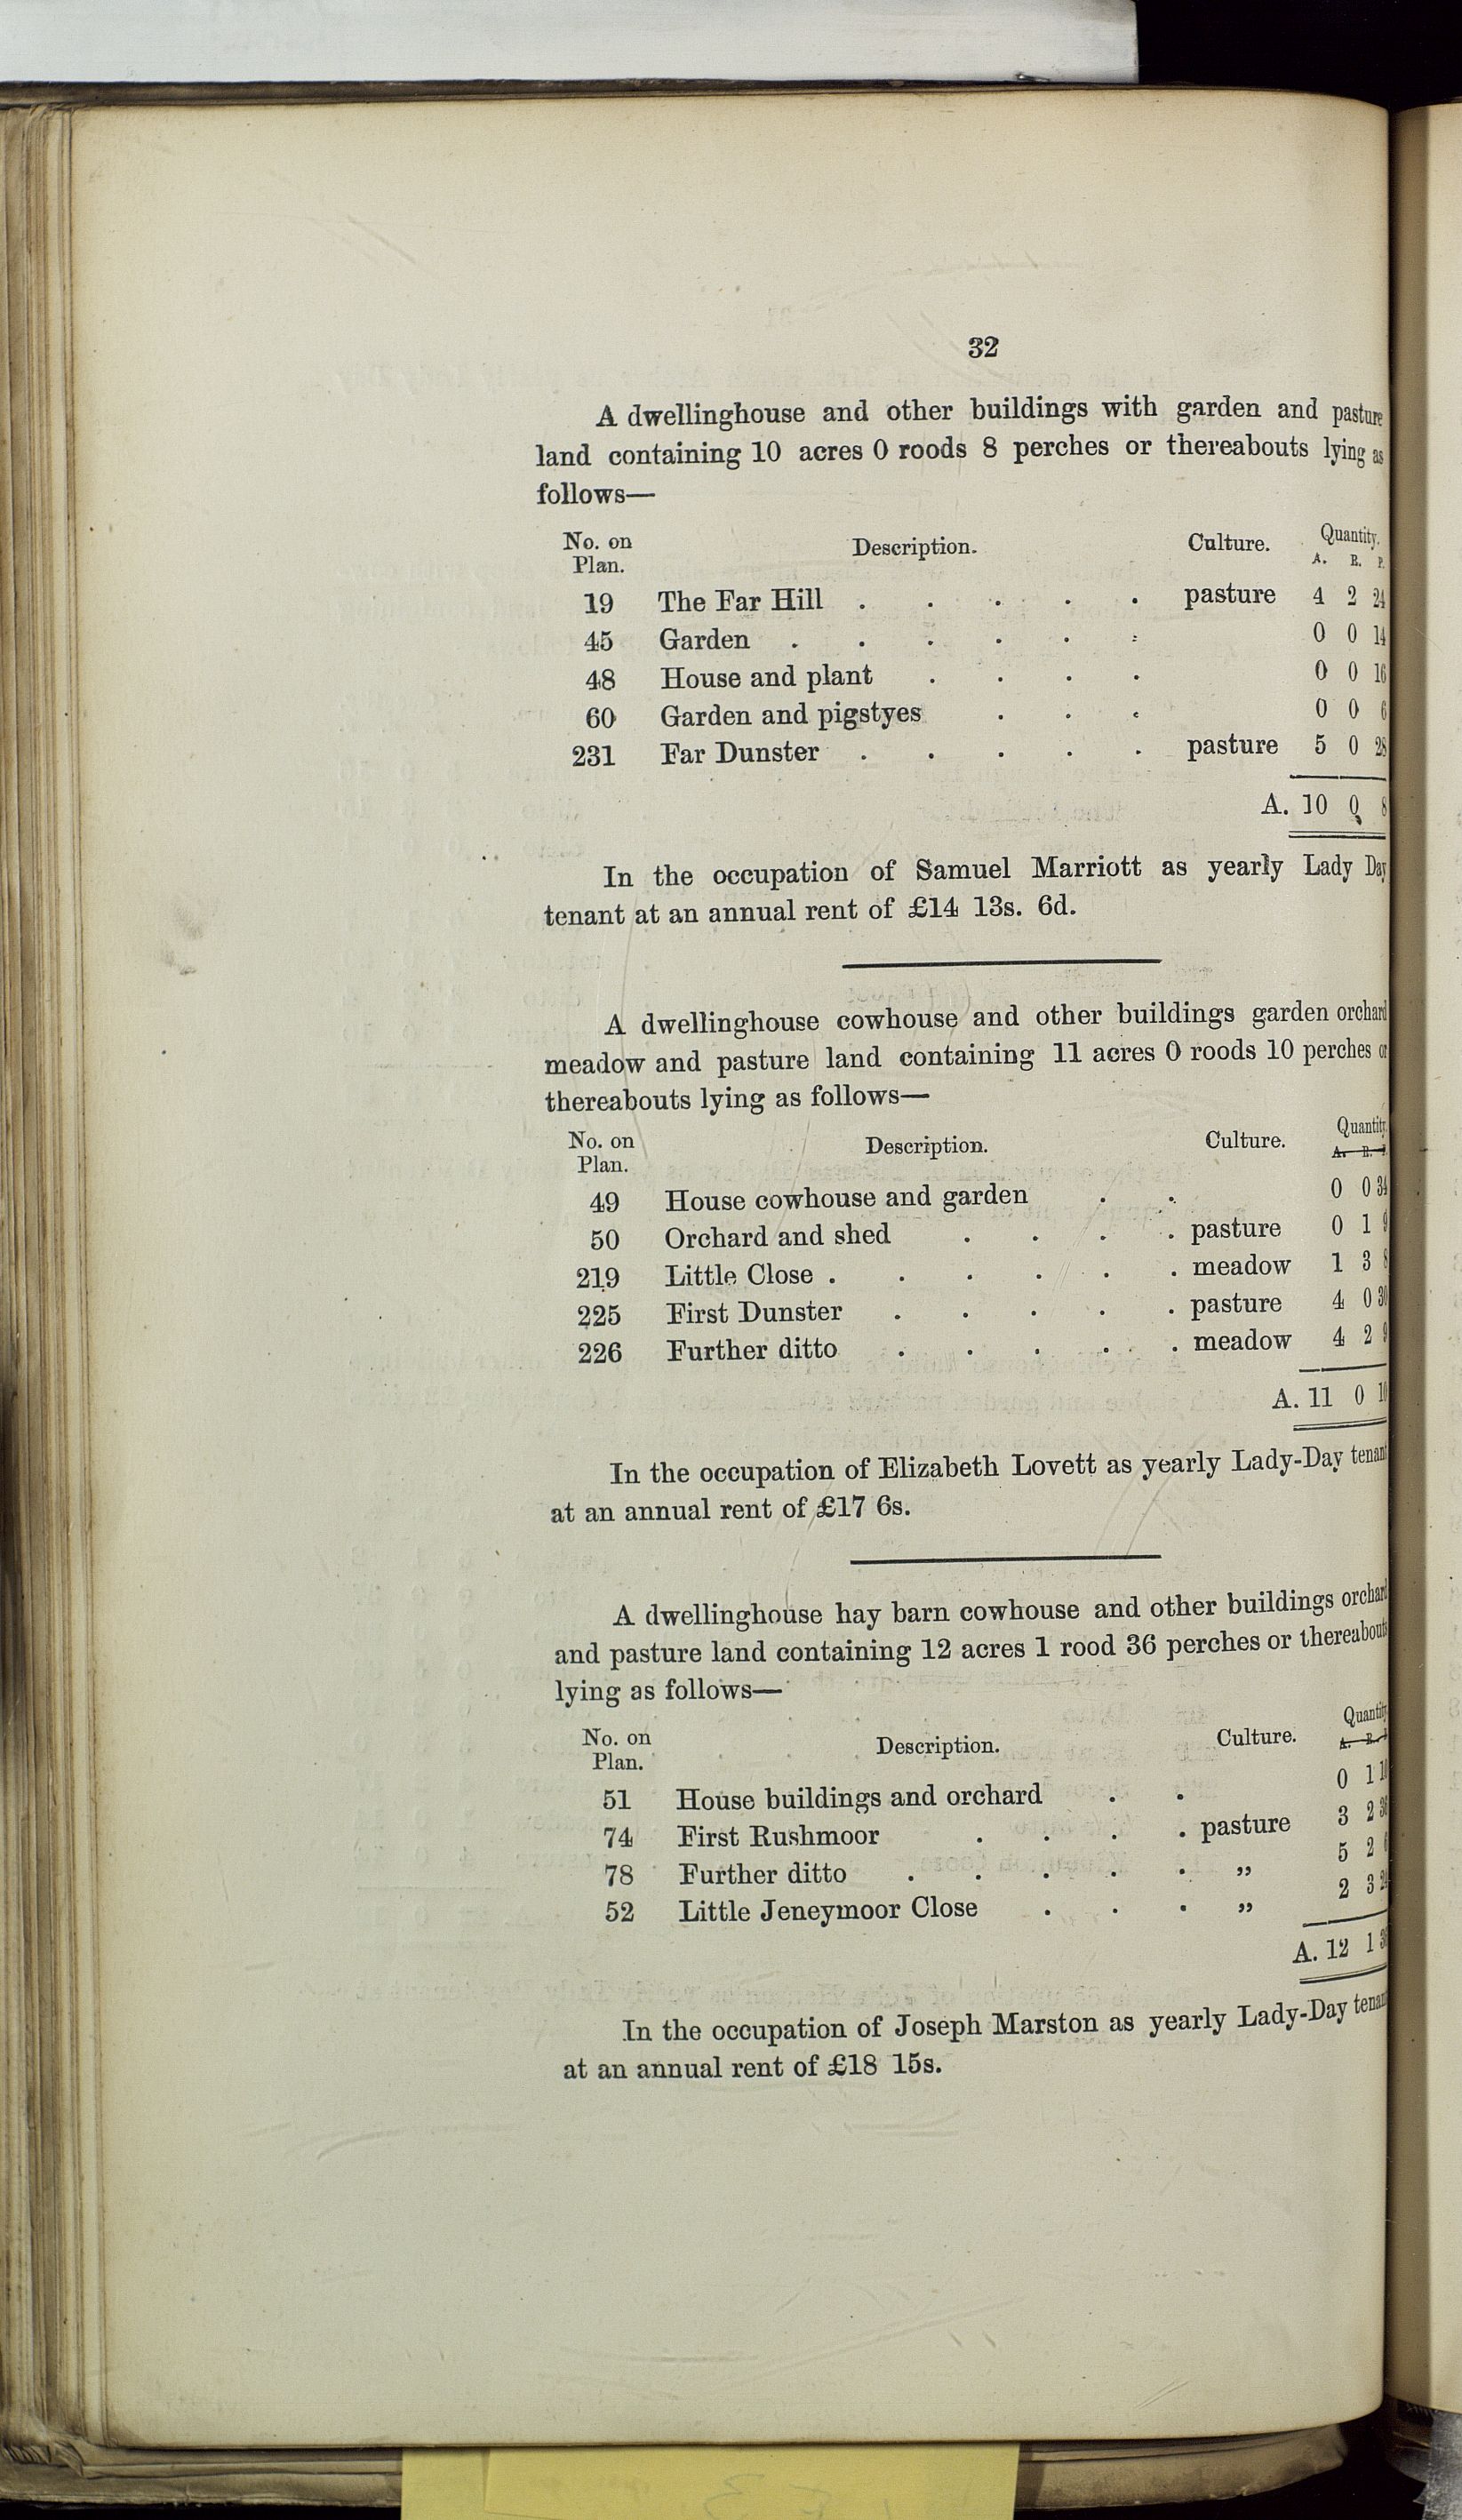 32
A dwellinghouse and other buildings with garden and pasture
land containing 10 acres 0 roods 8 perches or thereabouts lying as
follows—
No. on Plan. Description. Culture. Quantity.
A. R. P.
19 The Far Hill . . . . . pasture 4 2 24
45 Garden . . . . . . 0 0 14
48 House and plant . . . . 0 0 16
60 Garden and pigstyes . . . 0 0 6
231 Far Dunster . . . . . pasture 5 0 28
A. 10 0 8
In the occupation of Samuel Marriott as yearly Lady Day
tenant at an annual rent of £14 13s. 6d.
A dwellinghouse cowhouse and other buildings garden orchard
meadow and pasture land containing 11 acres 0 roods 10 perches or
thereabouts lying as follows—
No. on Plan. Description. Culture. Quantity.
A. R. P.
49 House cowhouse and garden . . 0 0 34
50 Orchard and shed . . . . pasture 0 1 9
219 Little Close . . . . . . meadow 1 3 8
225 First Dunster . . . . . pasture 4 0 30
226 Further ditto . . . . . meadow 4 2 9
A. 11 0 10
In the occupation of Elizabeth Lovett as yearly Lady-Day tenant
at an annual rent of £17 6s.
A dwellinghouse hay barn cowhouse and other buildings orchard
and pasture land containing 12 acres 1 rood 36 perches or thereabouts
lying as follows—
No. on Plan. Description. Culture. Quantity.
A. R. P.
51 House buildings and orchard . . 0 1 10
74 First Rushmoor . . . . pasture 3 2 36
78 Further ditto . . . . . „ 5 2 6
52 Little Jeneymoor Close . . . „ 2 3 24
A. 12 1 36
In the occupation of Joseph Marston as yearly Lady-Day tenant
at an annual rent of £18 15s.